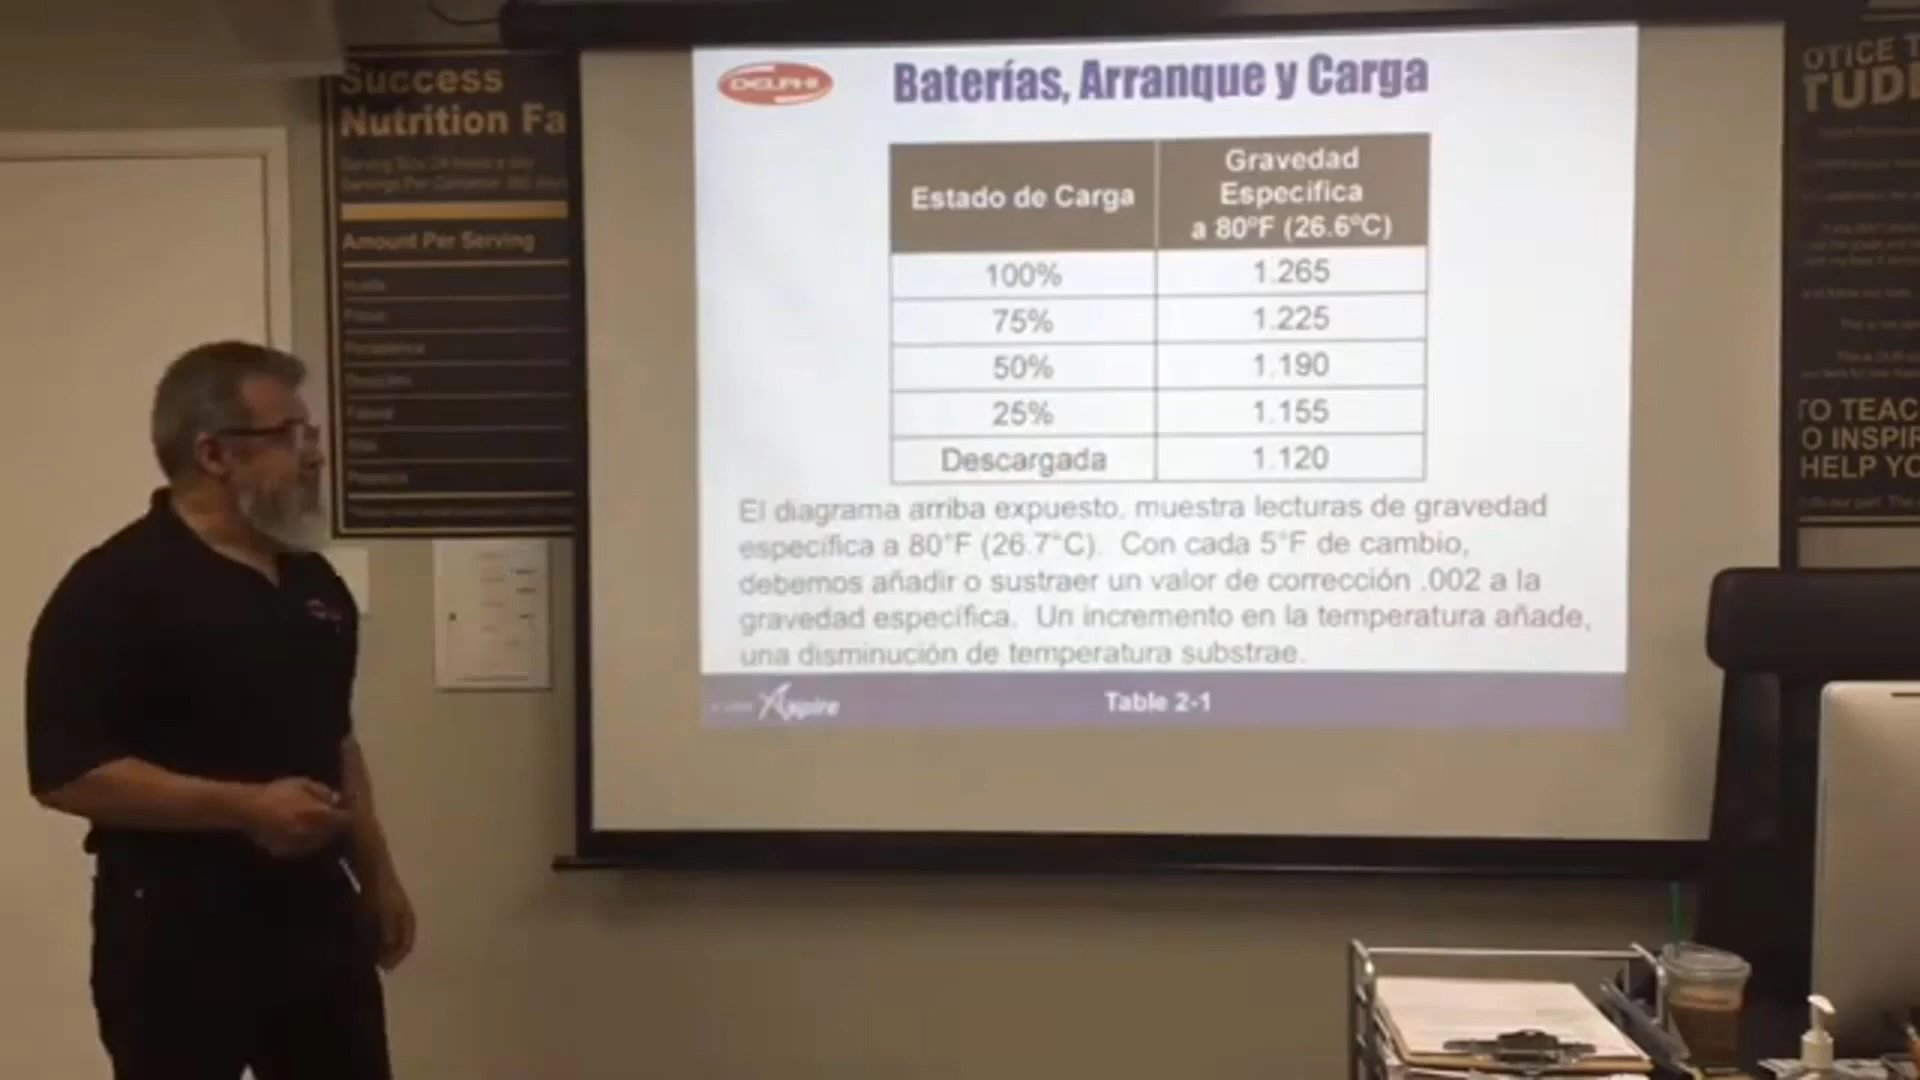 Success
Nutrition Fa
Amount Per Serving
DELPHI
Baterías, Arranque y Carga
Estado de Carga
Gravedad
Especifica
a 80°F (26.6°C)
100%
1.265
75%
1.225
50%
1.190
25%
1.155
Descargada
1.120
El diagrama arriba expuesto, muestra lecturas de gravedad
específica a 80°F (26.7°C). Con cada 5°F de cambio,
debemos añadir o sustraer un valor de corrección .002 a la
gravedad específica. Un incremento en la temperatura añade,
una disminución de temperatura substrae.
Aspire
Table 2-1
OTICE T
TUDE
TO TEAC
O INSPIR
HELP YO